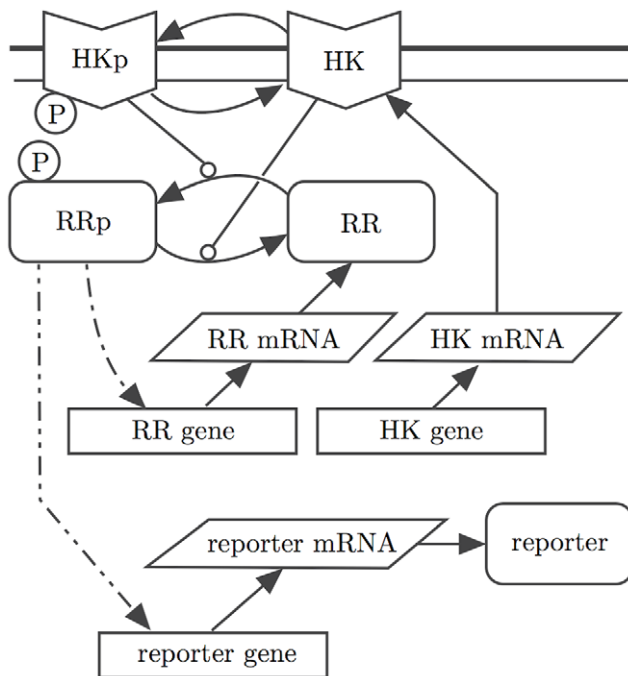 HKp
HK
P
P
RRp
RR
RR mRNA
HK mRNA
RR gene
HK gene
reporter mRNA
reporter
reporter gene